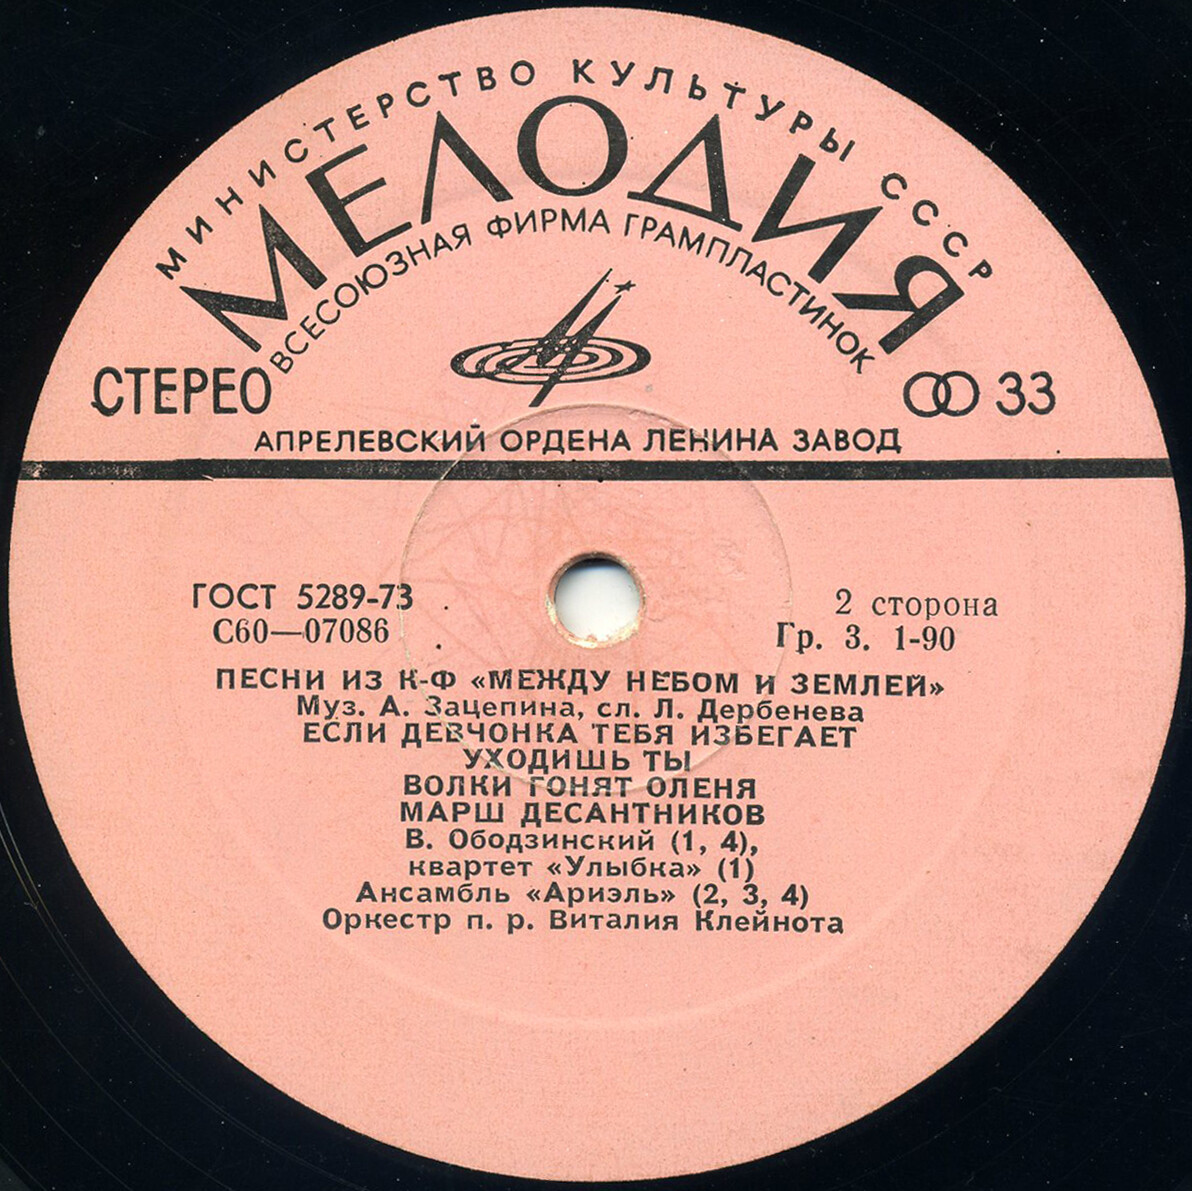 МИНИСТЕРСТВО КУЛЬТУРЫ СССР
МЕЛОДИЯ
ВСЕСОЮЗНАЯ ФИРМА ГРАМПЛАСТИНОК
СТЕРЕО
33
АПРЕЛЕВСКИЙ ОРДЕНА ЛЕНИНА ЗАВОД
ГОСТ 5289-73
С60—07086
2 сторона
Гр. 3. 1-90
ПЕСНИ ИЗ К-Ф «МЕЖДУ НЕБОМ И ЗЕМЛЕЙ»
Муз. А. Зацепина, сл. Л. Дербенева
ЕСЛИ ДЕВЧОНКА ТЕБЯ ИЗБЕГАЕТ
УХОДИШЬ ТЫ
ВОЛКИ ГОНЯТ ОЛЕНЯ
МАРШ ДЕСАНТНИКОВ
В. Ободзинский (1, 4),
квартет «Улыбка» (1)
Ансамбль «Ариэль» (2, 3, 4)
Оркестр п. р. Виталия Клейнота